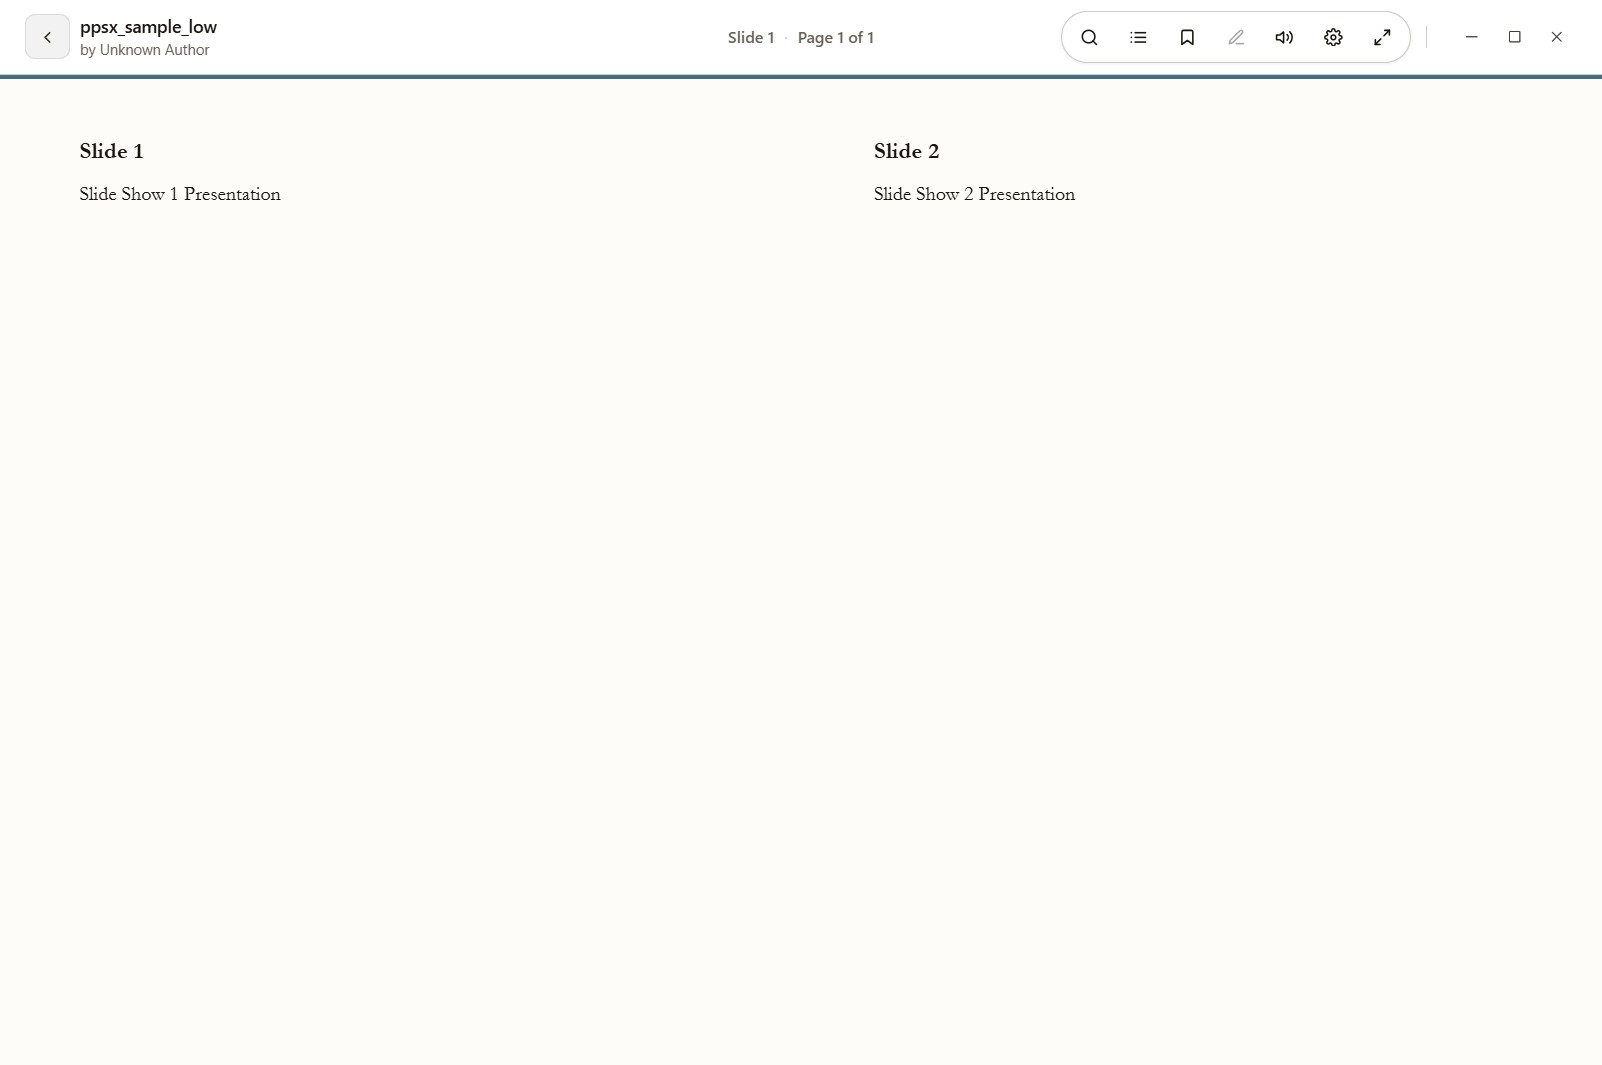 ppsx_sample_low
by Unknown Author
Slide 1 · Page 1 of 1
Slide 1
Slide Show 1 Presentation
Slide 2
Slide Show 2 Presentation